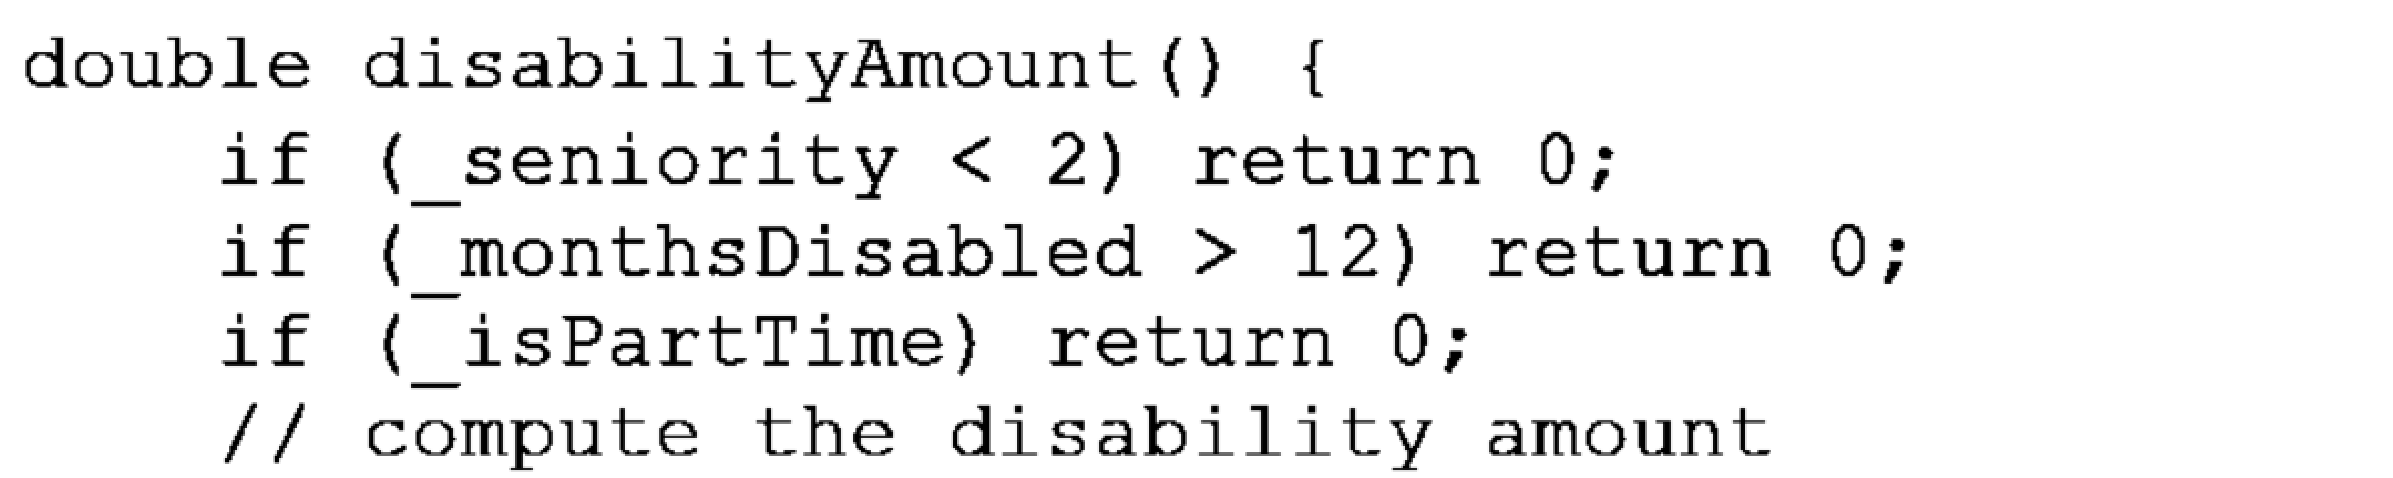 double disabilityAmount() {
    if (_seniority < 2) return 0;
    if (_monthsDisabled > 12) return 0;
    if (_isPartTime) return 0;
    // compute the disability amount